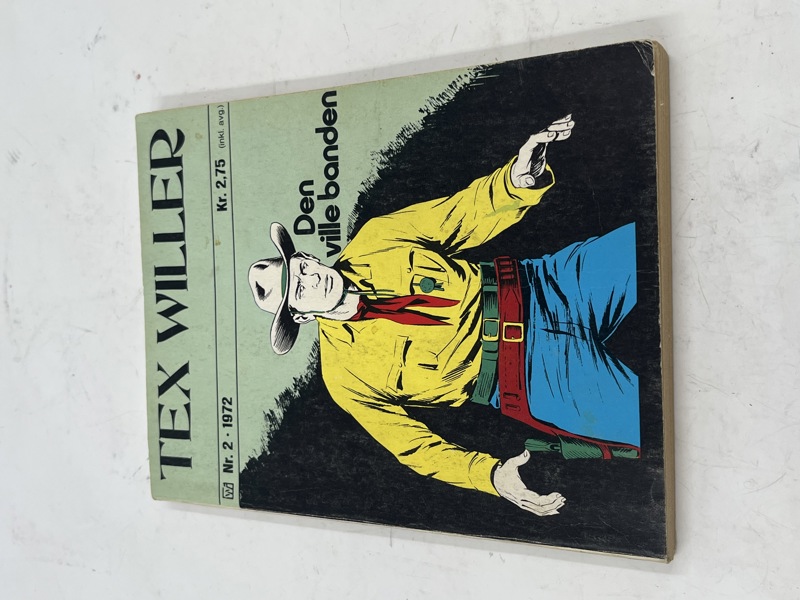 TEX WILLER
Nr. 2 · 1972 Kr. 2,75 (inkl. avg.)
Den
ville banden